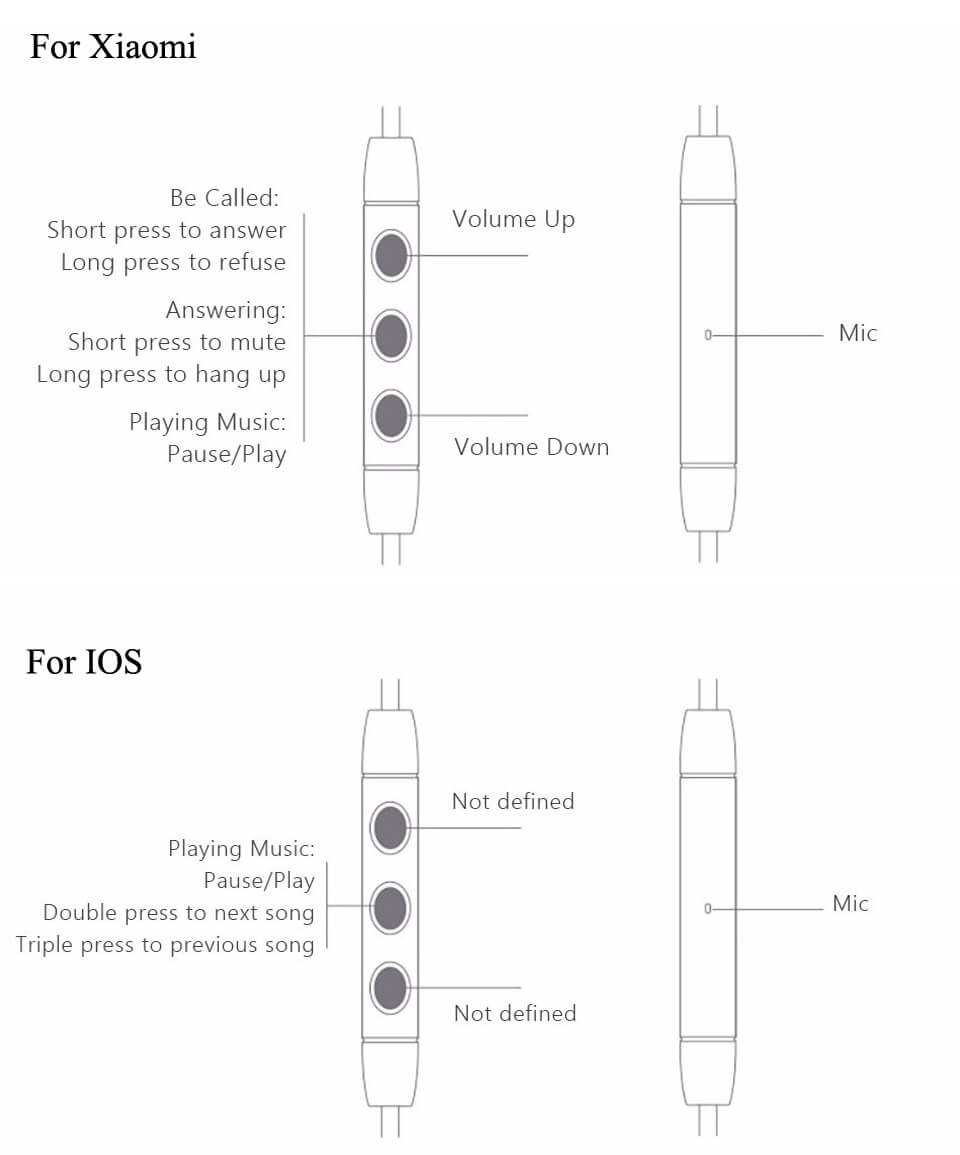 For Xiaomi
Be Called:
Short press to answer
Long press to refuse
Answering:
Short press to mute
Long press to hang up
Playing Music:
Pause/Play
Volume Up
Volume Down
Mic
For IOS
Playing Music:
Pause/Play
Double press to next song
Triple press to previous song
Not defined
Not defined
Mic